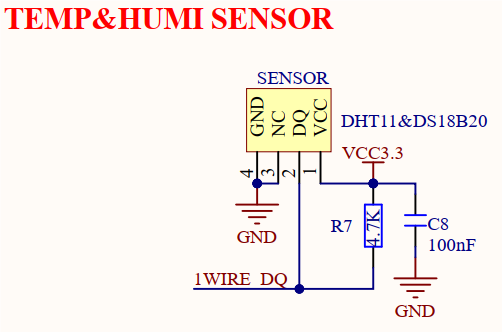 TEMP&HUMI SENSOR
SENSOR
GND
NC
DQ
VCC
DHT11&DS18B20
4
3
2
1
VCC3.3
R7
4.7K
C8
100nF
GND
1WIRE_DQ
GND